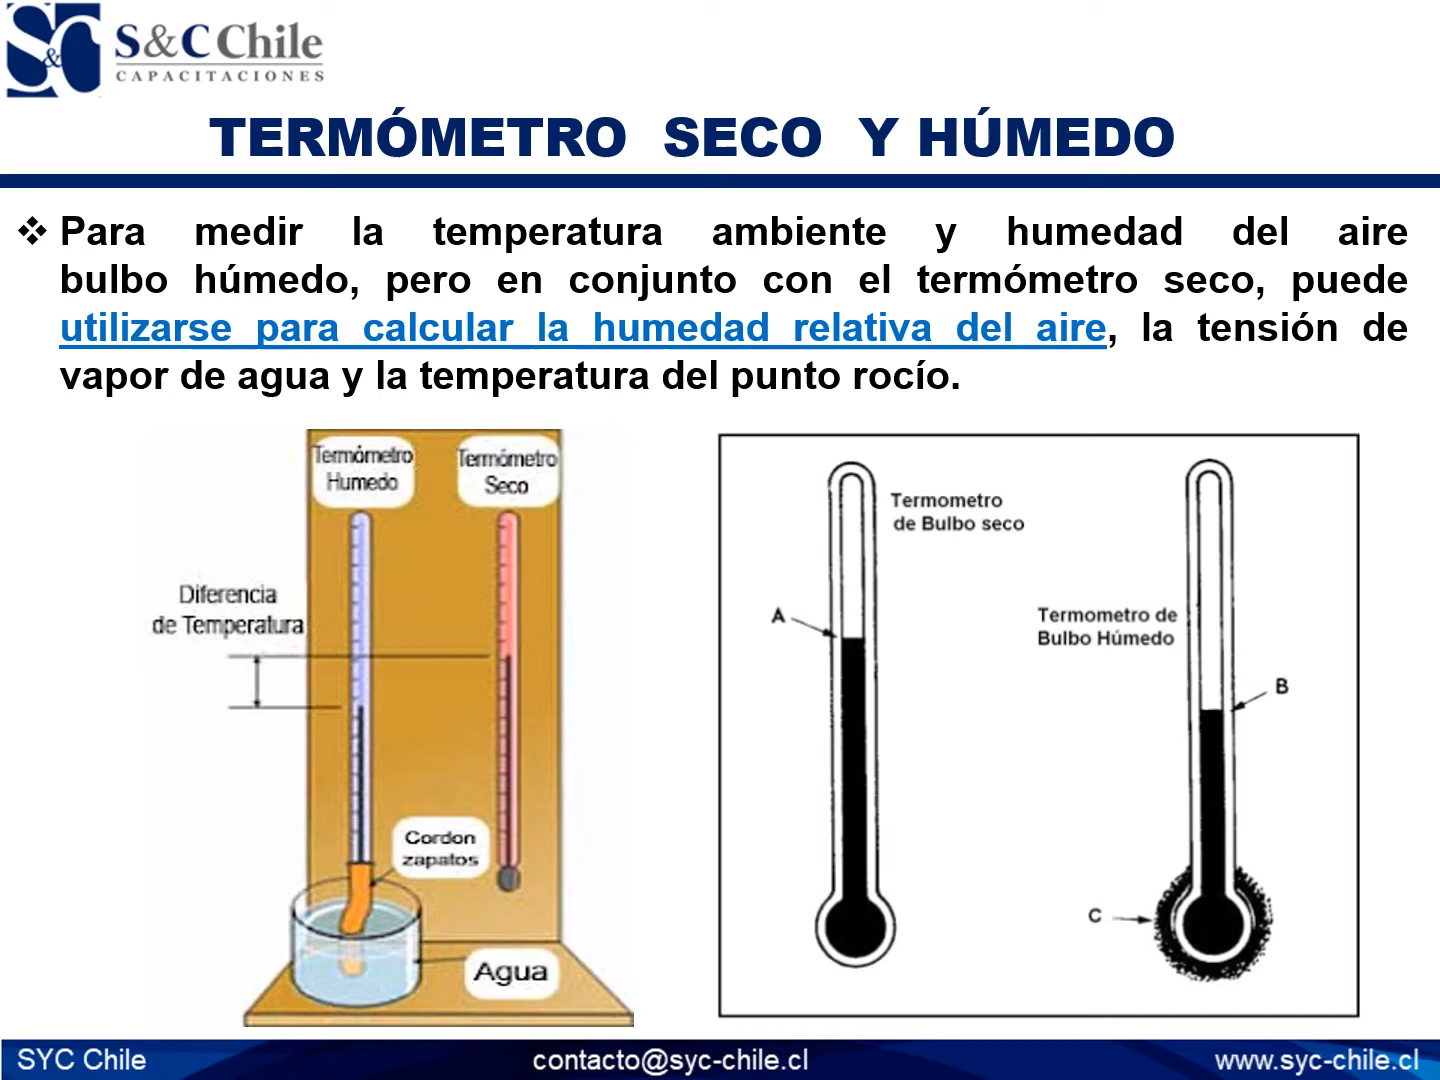 S&C Chile
CAPACITACIONES
TERMÓMETRO SECO Y HÚMEDO
❖ Para medir la temperatura ambiente y humedad del aire
bulbo húmedo, pero en conjunto con el termómetro seco, puede
utilizarse para calcular la humedad relativa del aire, la tensión de
vapor de agua y la temperatura del punto rocío.
Termómetro
Humedo
Termómetro
Seco
Diferencia
de Temperatura
Cordon
zapatos
Agua
Termometro
de Bulbo seco
A
Termometro de
Bulbo Húmedo
B
C
SYC Chile
contacto@syc-chile.cl
www.syc-chile.cl